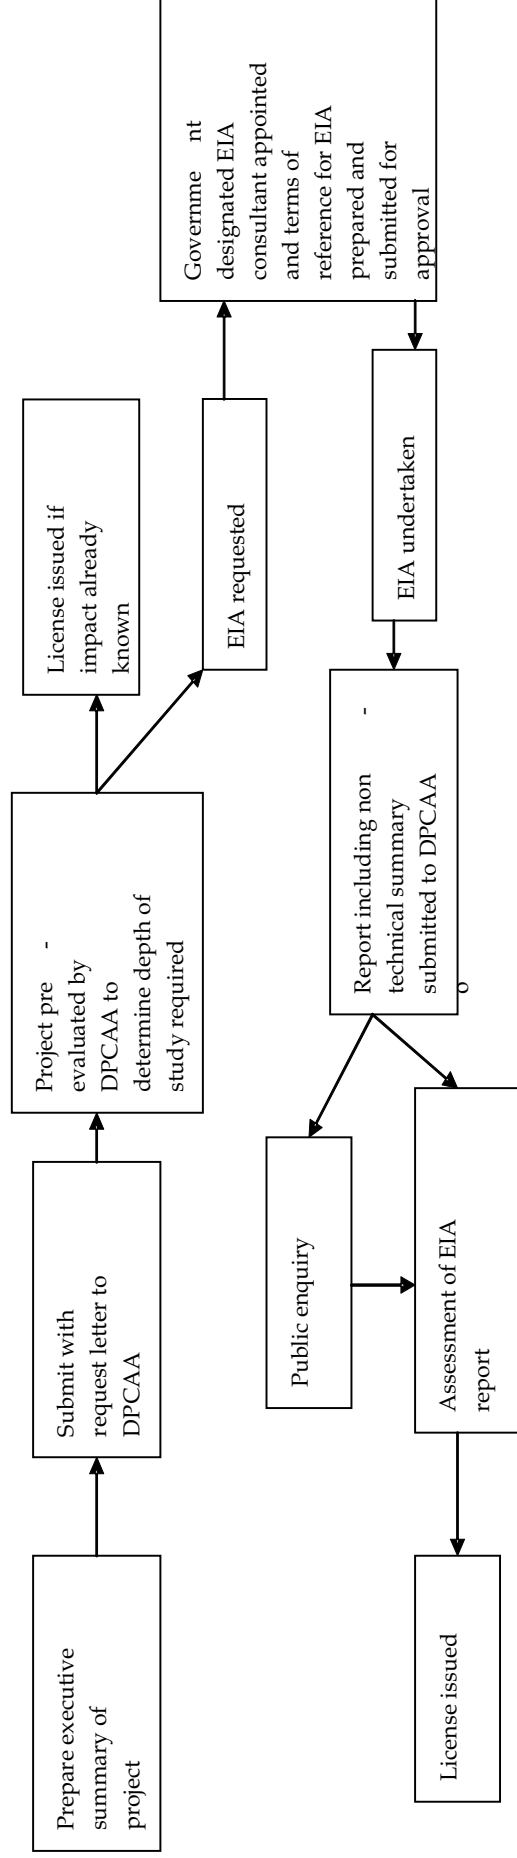 Prepare executive
summary of
project
Submit with
request letter to
DPCAA
Project pre -
evaluated by
DPCAA to
determine depth of
study required
License issued if
impact already
known
EIA requested
Governme nt
designated EIA
consultant appointed
and terms of
reference for EIA
prepared and
submitted for
approval
EIA undertaken
Report including non -
technical summary
submitted to DPCAA
o
Public enquiry
Assessment of EIA
report
License issued